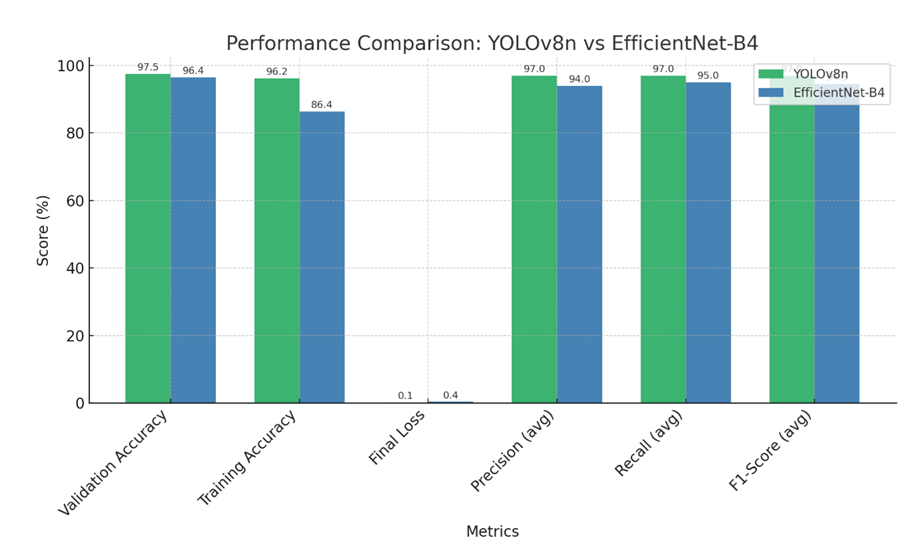 Performance Comparison: YOLOv8n vs EfficientNet-B4
YOLOv8n
EfficientNet-B4
97.5 96.4 96.2 86.4 0.1 0.4 97.0 94.0 97.0 95.0
100
80
60
40
20
0
Score (%)
Validation Accuracy
Training Accuracy
Final Loss
Precision (avg)
Recall (avg)
F1-Score (avg)
Metrics